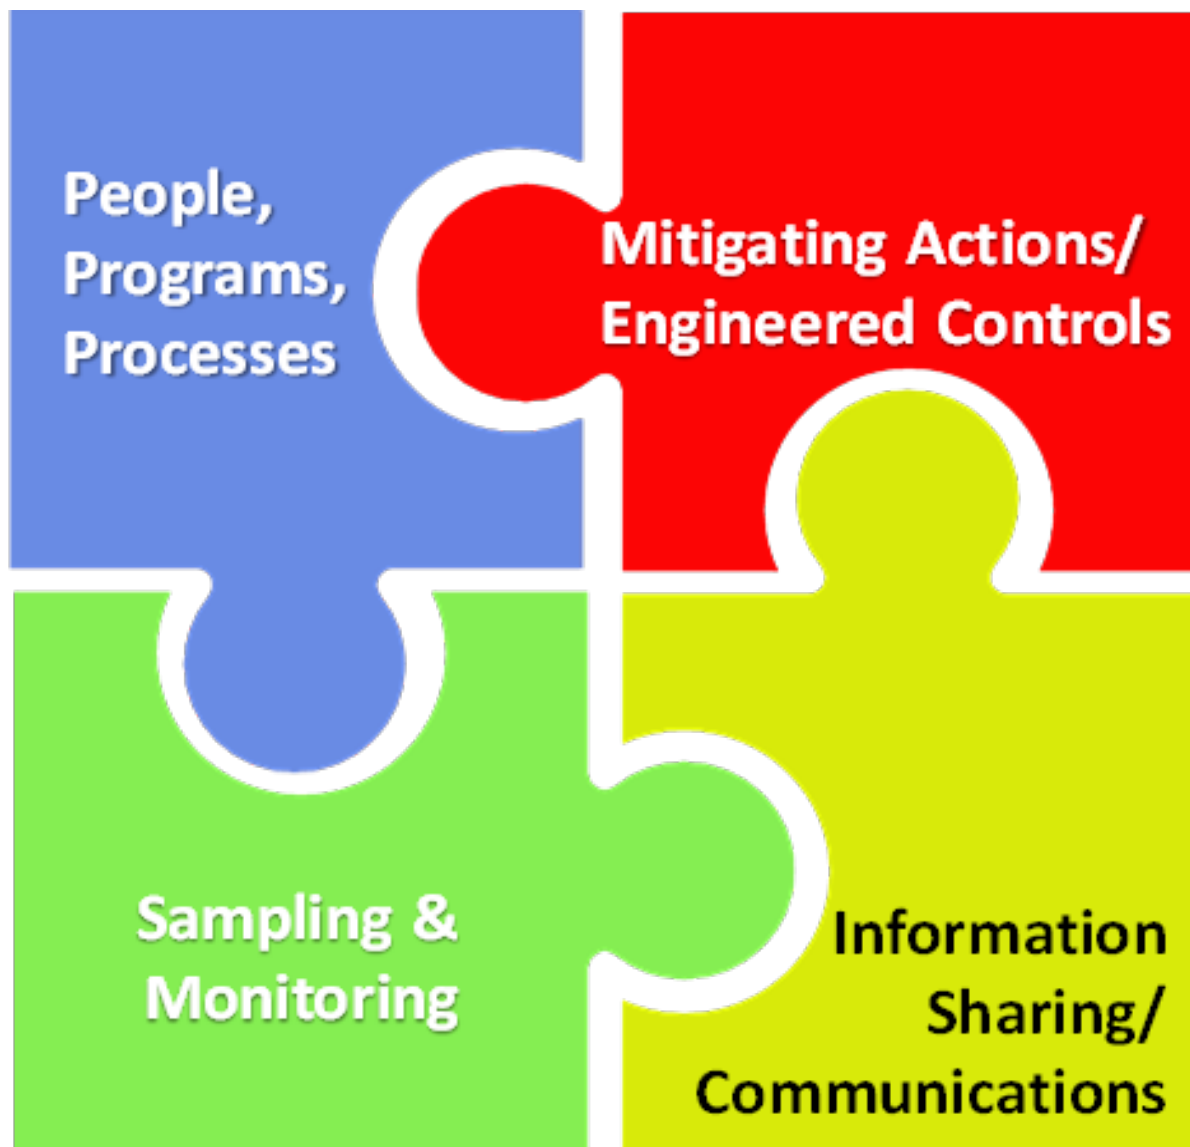 People,
Programs,
Processes
Mitigating Actions/
Engineered Controls
Sampling &
Monitoring
Information
Sharing/
Communications